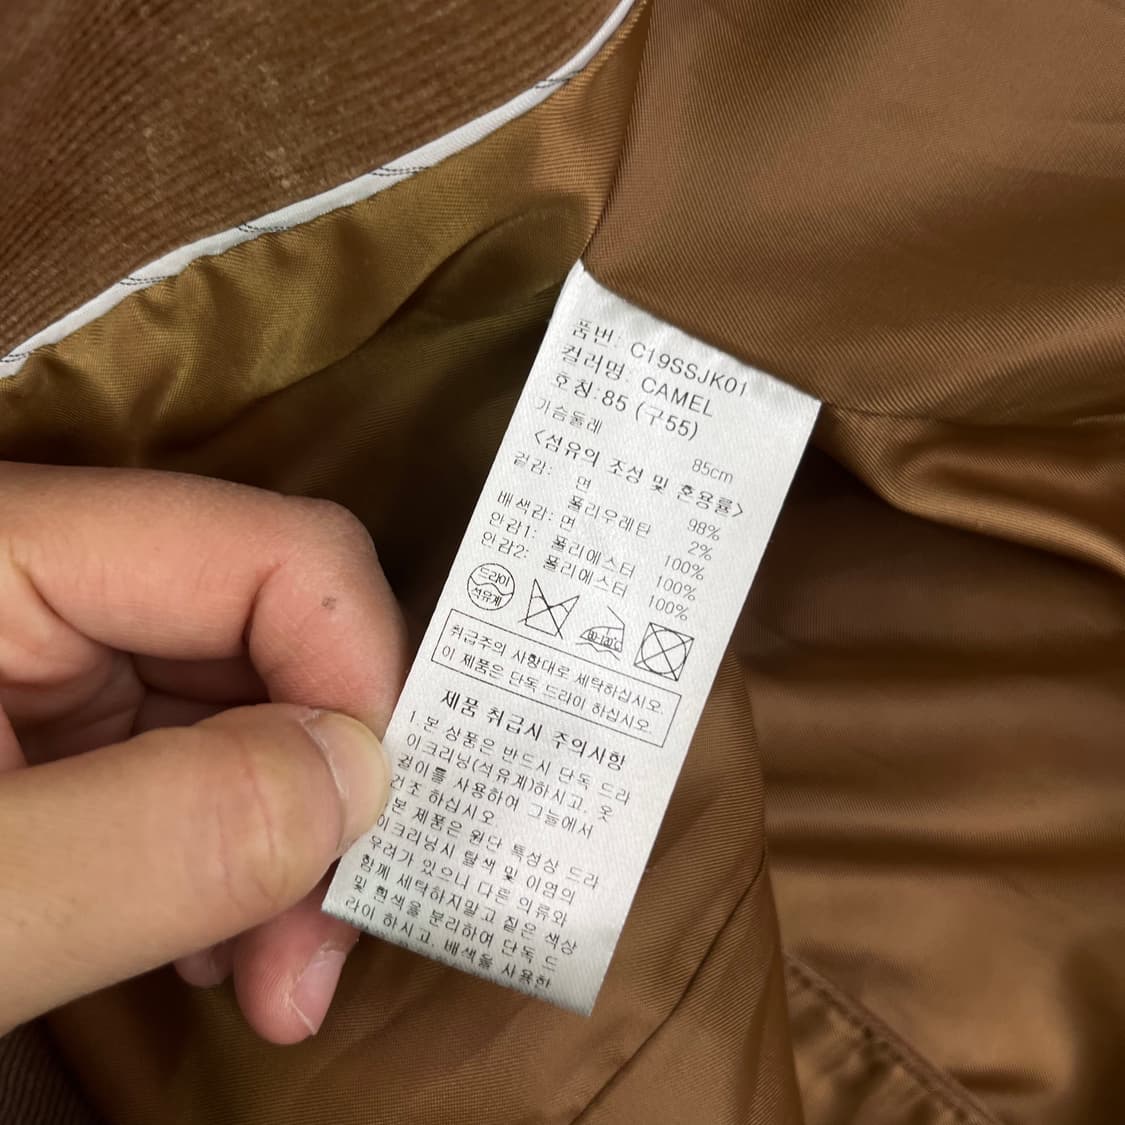 품번: C19SSJK01
컬러명: CAMEL
호칭:85 (구55)
가슴둘레 85cm
<섬유의 조성 및 혼용률>
겉감: 면 98%
폴리우레탄 2%
배색감: 면 100%
안감1: 폴리에스터 100%
안감2: 폴리에스터 100%
드라이
석유계
80-120℃
취급주의 사항대로 세탁하십시오.
이 제품은 단독 드라이 하십시오.
제품 취급시 주의사항
1.본 상품은 반드시 단독 드라
이크리닝(석유계)하시고, 옷
걸이를 사용하여 그늘에서
건조 하십시오
본 제품은 원단 특성상 드라
이크리닝시 탈색 및 이염의
우려가 있으니 다른 의류와
함께 세탁하지말고 짙은 색상
및 흰색을 분리하여 단독 드
라이 하시고, 배색을 사용한